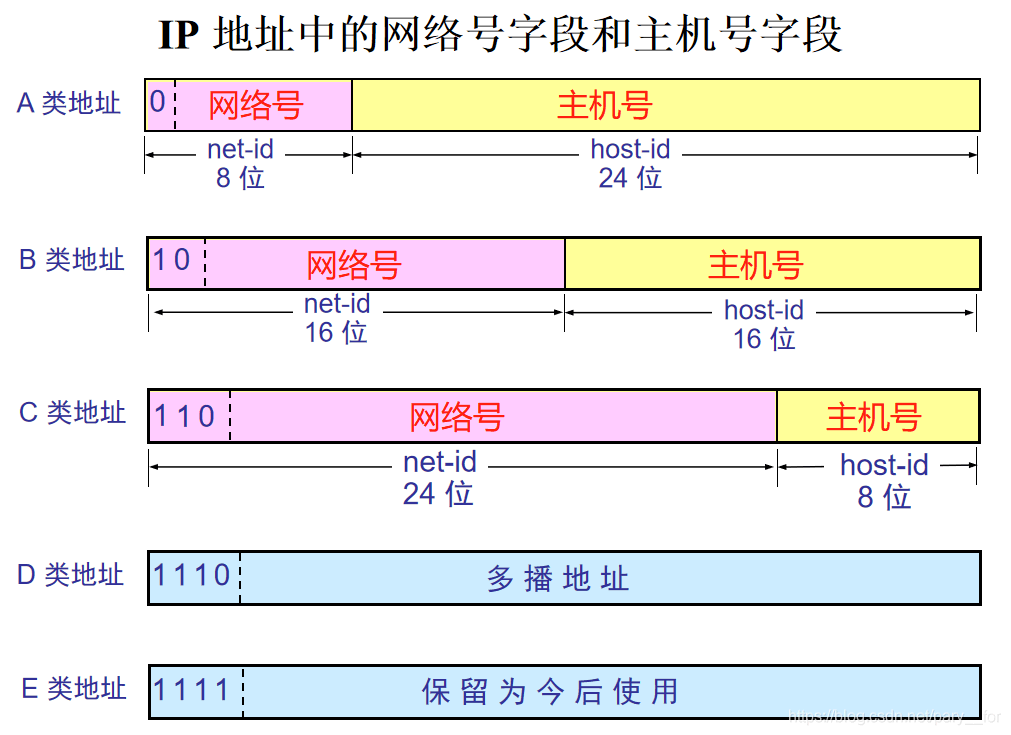 IP 地址中的网络号字段和主机号字段
A 类地址
0 网络号 主机号
net-id host-id
8 位 24 位
B 类地址
1 0 网络号 主机号
net-id host-id
16 位 16 位
C 类地址
1 1 0 网络号 主机号
net-id host-id
24 位 8 位
D 类地址
1 1 1 0 多 播 地 址
E 类地址
1 1 1 1 保 留 为 今 后 使 用
https://blog.csdn.net/pary__for